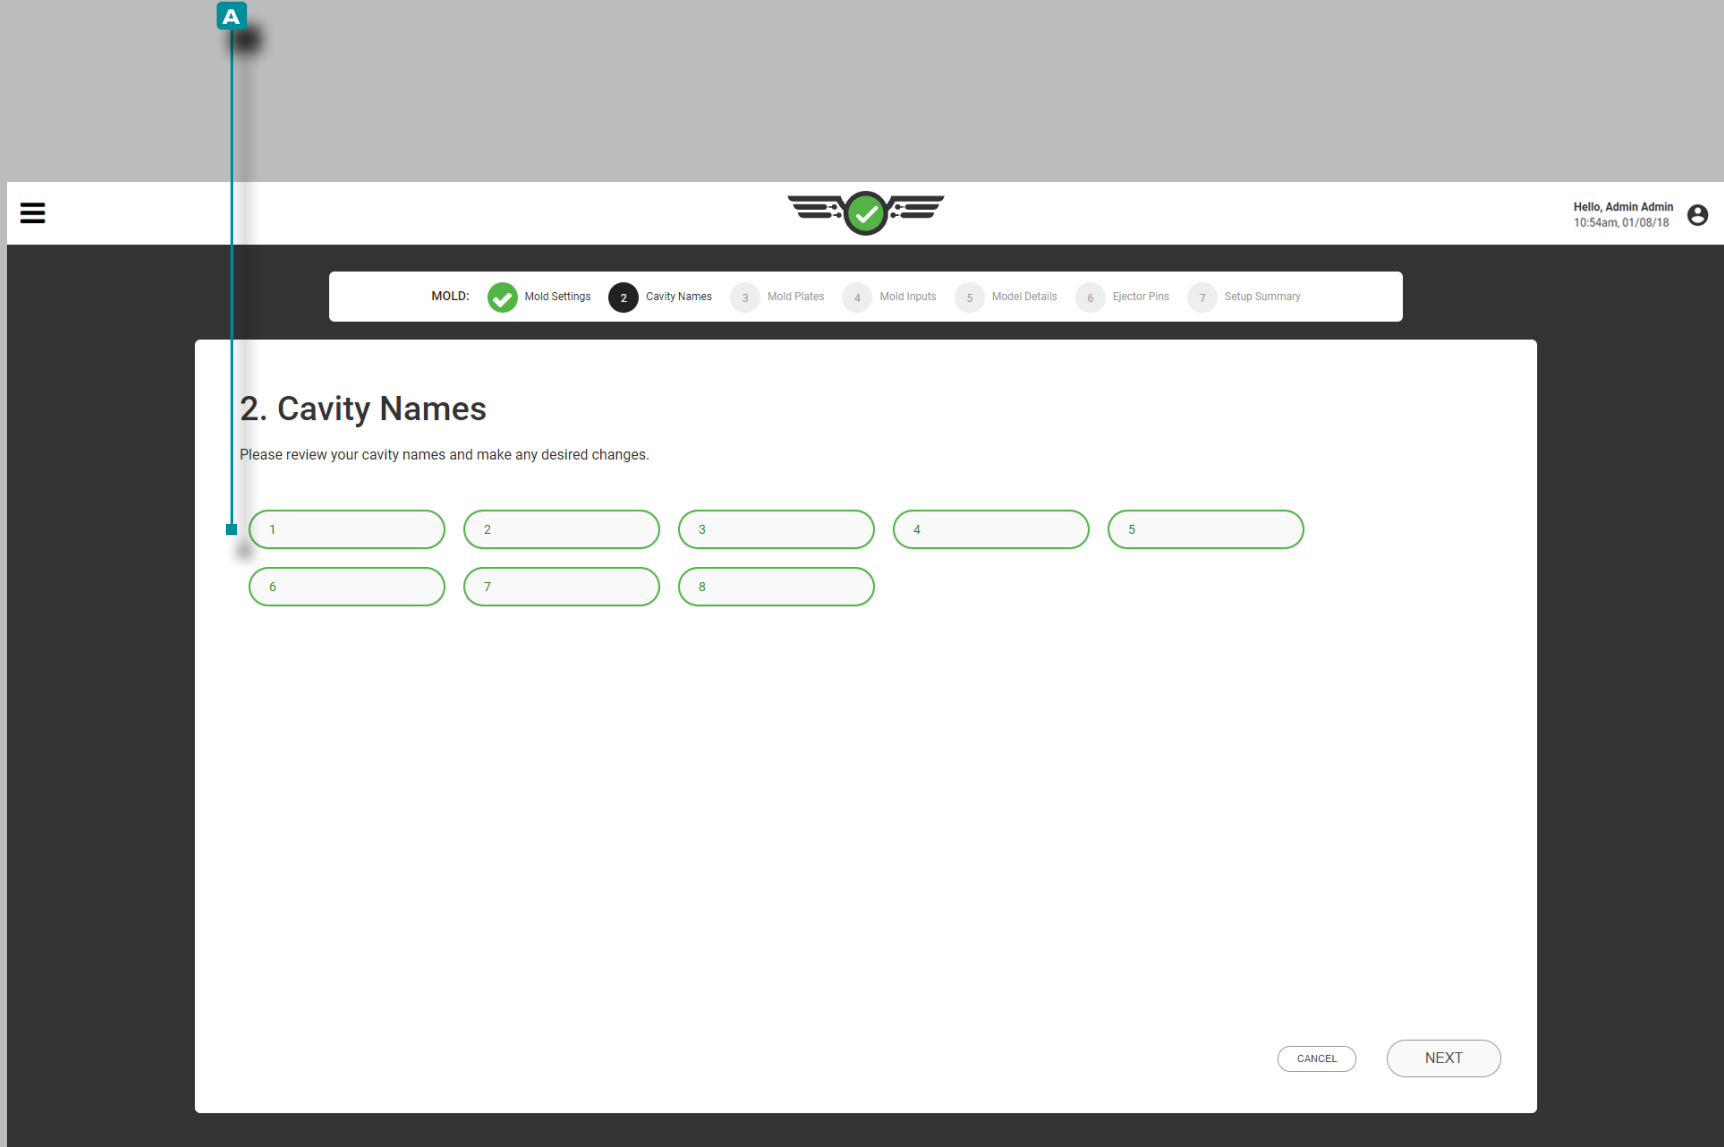 A
Hello, Admin Admin
10:54am, 01/08/18
MOLD: Mold Settings 2 Cavity Names 3 Mold Plates 4 Mold Inputs 5 Model Details 6 Ejector Pins 7 Setup Summary
2. Cavity Names
Please review your cavity names and make any desired changes.
1 2 3 4 5
6 7 8
CANCEL NEXT